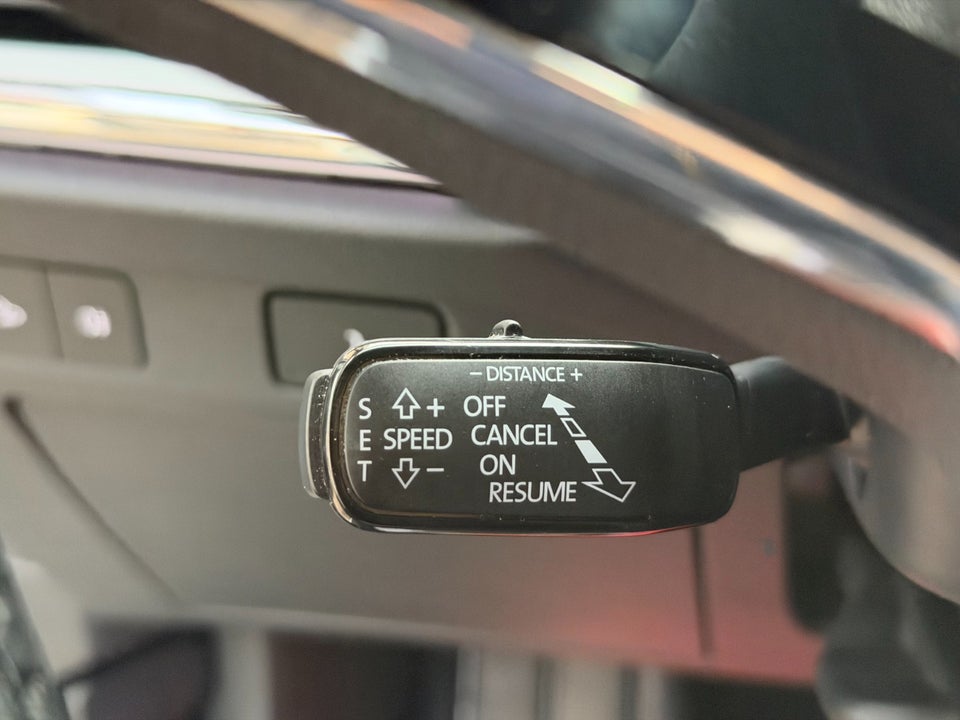 − DISTANCE +
S + OFF
E SPEED CANCEL
T − ON
RESUME